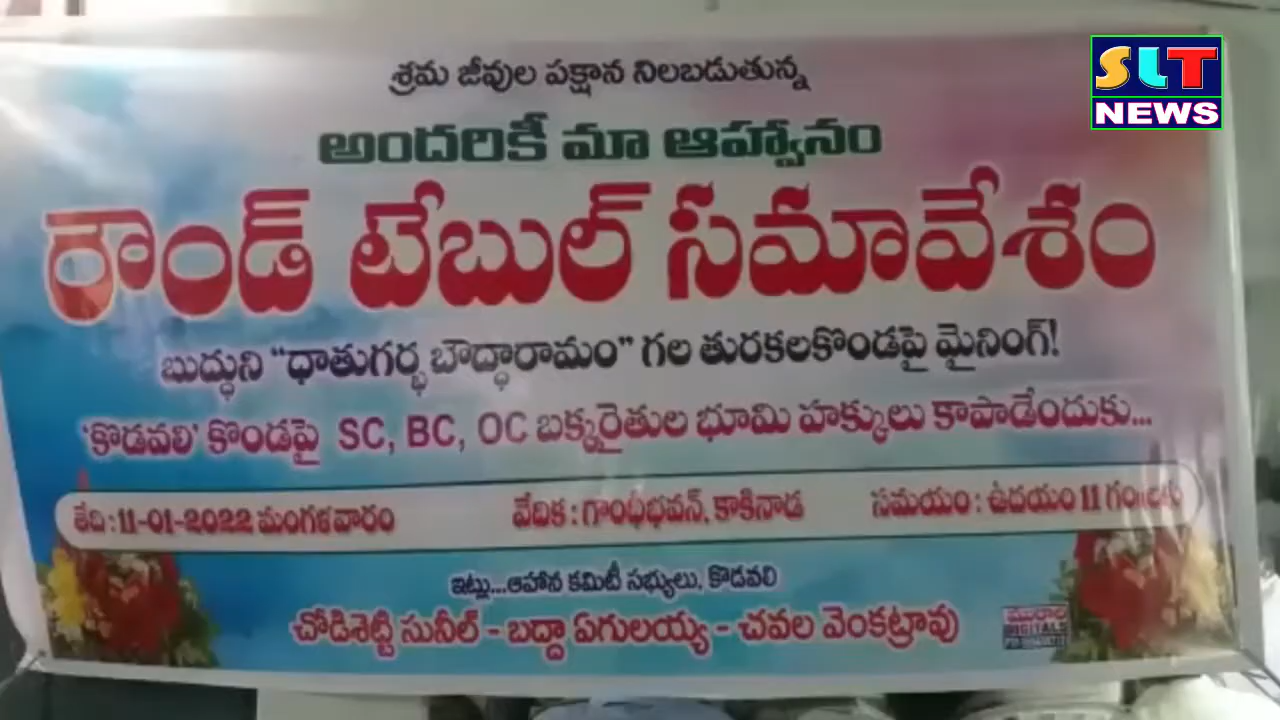 SLT
NEWS
శ్రమ జీవుల పక్షాన నిలబడుతున్న
అందరికీ మా ఆహ్వానం
రౌండ్ టేబుల్ సమావేశం
బుద్ధుని “ధాతుగర్భ బౌద్ధారామం” గల తురకలకొండపై మైనింగ్!
‘కొడవలి’ కొండపై SC, BC, OC బక్కరైతుల భూమి హక్కులు కాపాడేందుకు...
తేది : 11-01-2022 మంగళవారం వేదిక : గాంధీభవన్, కాకినాడ సమయం : ఉదయం 11 గం॥లకు
ఇట్లు...ఆహాన కమిటీ సభ్యులు, కొడవలి
చోడిశెట్టి సునీల్ - బద్దా ఏగులయ్య - చవల వెంకట్రావు
DIGITALS